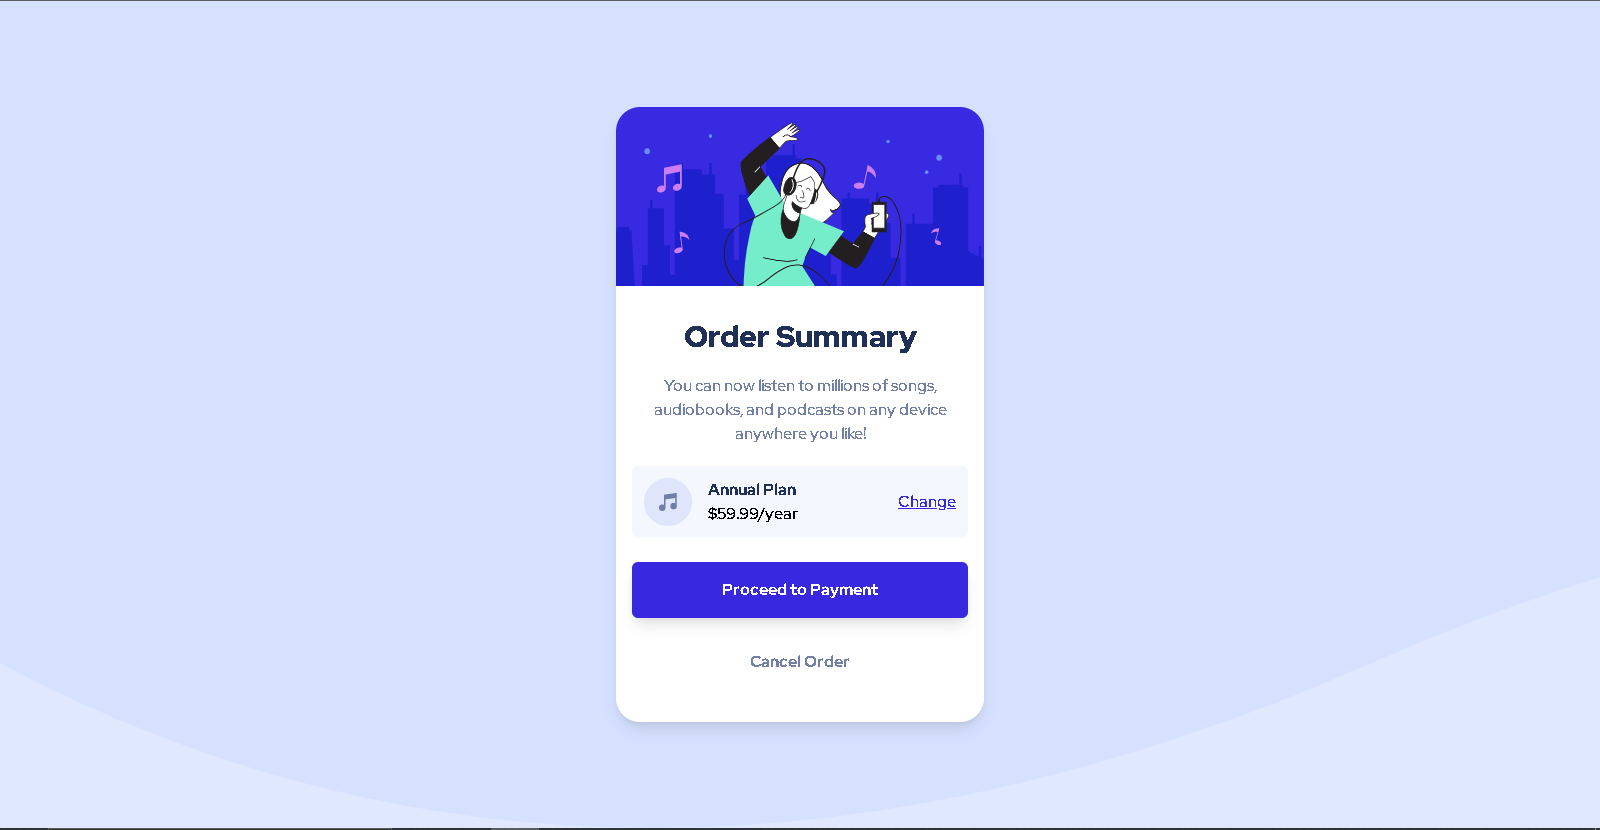 Order Summary
You can now listen to millions of songs,
audiobooks, and podcasts on any device
anywhere you like!
Annual Plan
$59.99/year
Change
Proceed to Payment
Cancel Order